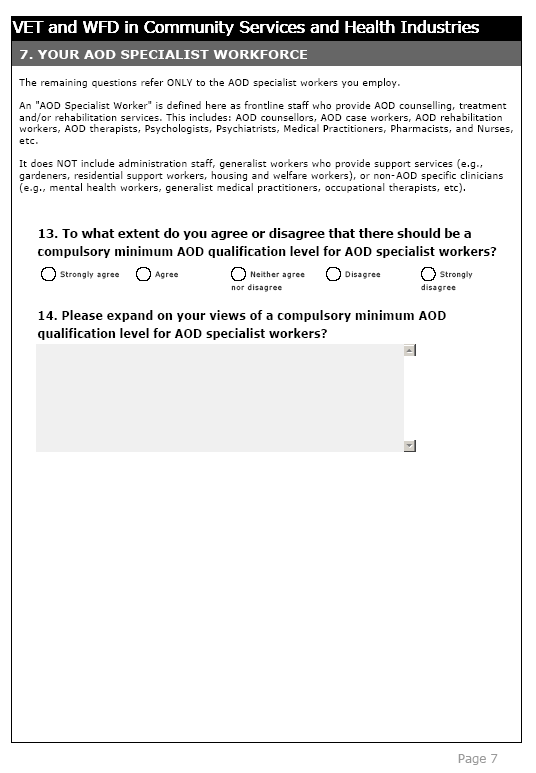 VET and WFD in Community Services and Health Industries
7. YOUR AOD SPECIALIST WORKFORCE
The remaining questions refer ONLY to the AOD specialist workers you employ.
An "AOD Specialist Worker" is defined here as frontline staff who provide AOD counselling, treatment
and/or rehabilitation services. This includes: AOD counsellors, AOD case workers, AOD rehabilitation
workers, AOD therapists, Psychologists, Psychiatrists, Medical Practitioners, Pharmacists, and Nurses,
etc.
It does NOT include administration staff, generalist workers who provide support services (e.g.,
gardeners, residential support workers, housing and welfare workers), or non-AOD specific clinicians
(e.g., mental health workers, generalist medical practitioners, occupational therapists, etc).
13. To what extent do you agree or disagree that there should be a
compulsory minimum AOD qualification level for AOD specialist workers?
Strongly agree Agree Neither agree Disagree Strongly
nor disagree disagree
14. Please expand on your views of a compulsory minimum AOD
qualification level for AOD specialist workers?
Page 7